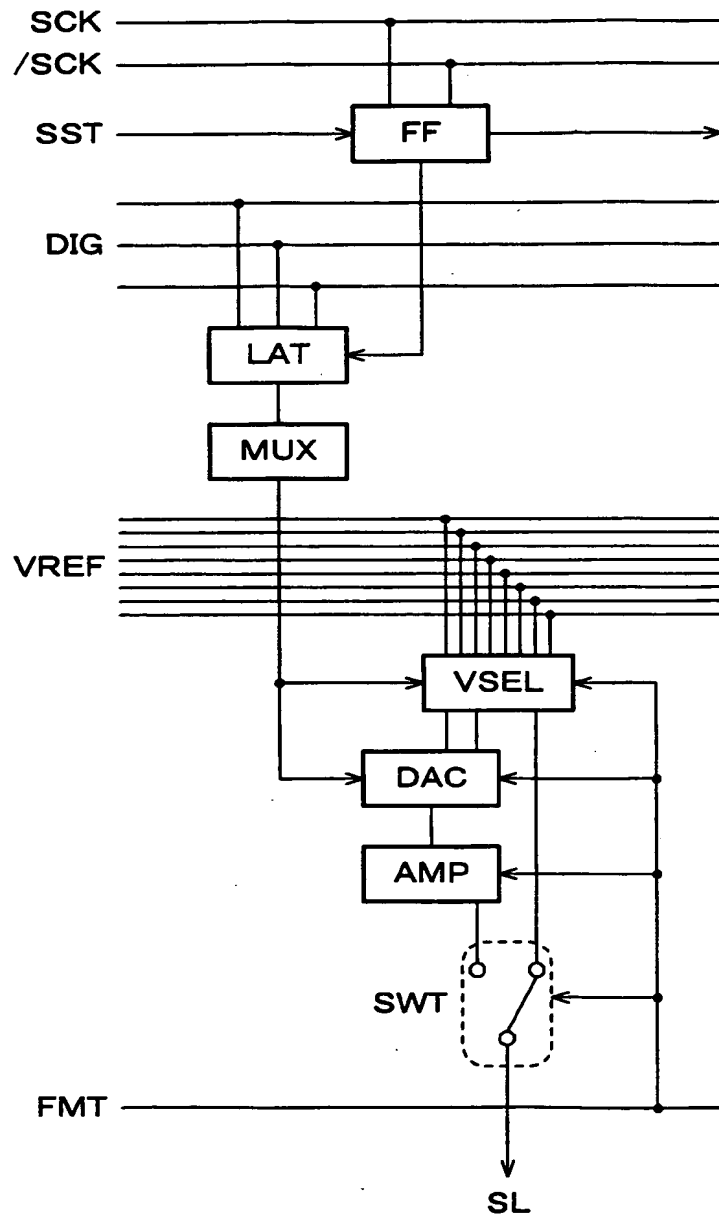 SCK
/SCK
SST
FF
DIG
LAT
MUX
VREF
VSEL
DAC
AMP
SWT
FMT
SL